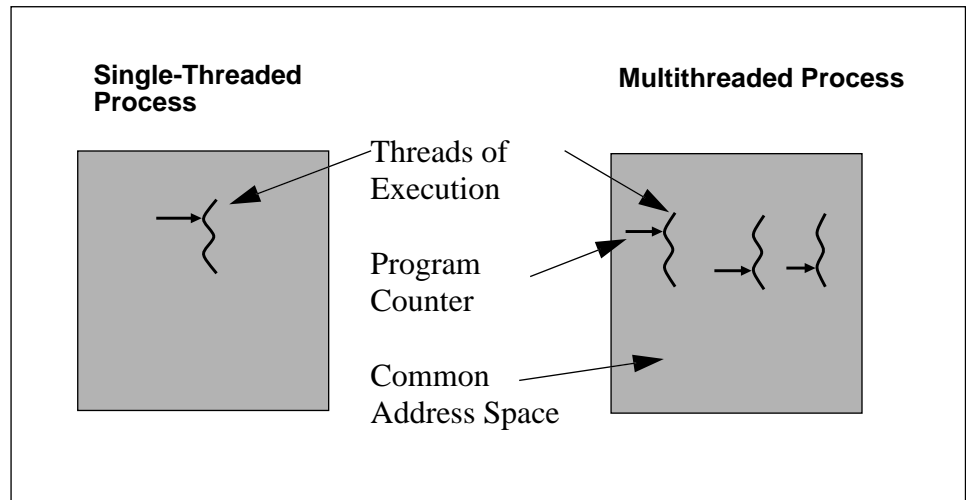 Single-Threaded
Process
Multithreaded Process
Threads of
Execution
Program
Counter
Common
Address Space